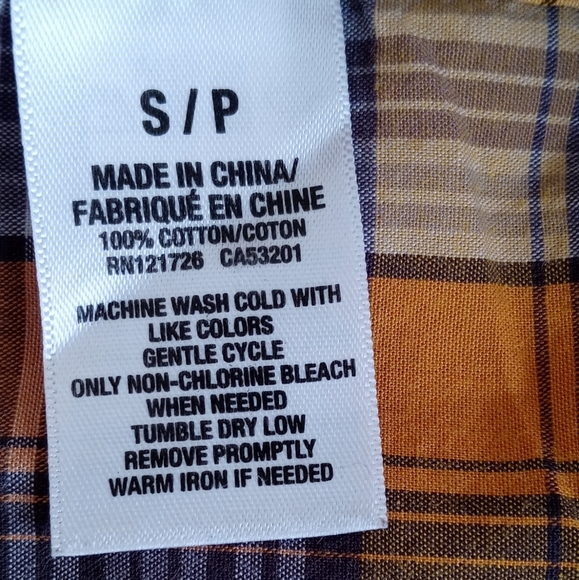 S/P
MADE IN CHINA/
FABRIQUÉ EN CHINE
100% COTTON/COTON
RN121726 CA53201
MACHINE WASH COLD WITH
LIKE COLORS
GENTLE CYCLE
ONLY NON-CHLORINE BLEACH
WHEN NEEDED
TUMBLE DRY LOW
REMOVE PROMPTLY
WARM IRON IF NEEDED